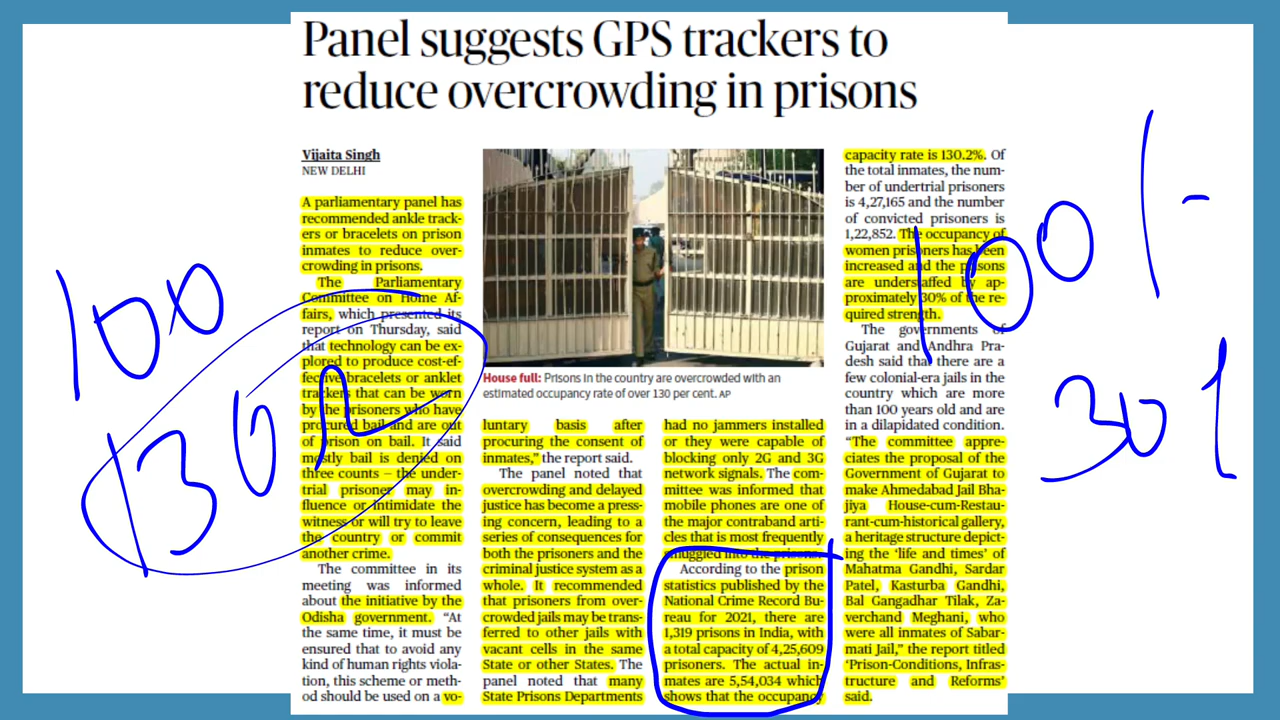 Panel suggests GPS trackers to
reduce overcrowding in prisons
Vijaita Singh
NEW DELHI
A parliamentary panel has
recommended ankle track-
ers or bracelets on prison
inmates to reduce over-
crowding in prisons.
The Parliamentary
Committee on Home Af-
fairs, which presented its
report on Thursday, said
that technology can be ex-
plored to produce cost-ef-
fective bracelets or anklet
trackers that can be worn
by the prisoners who have
procured bail and are out
of prison on bail. It said
mostly bail is denied on
three counts – the under-
trial prisoner may in-
fluence or intimidate the
witness or will try to leave
the country or commit
another crime.
The committee in its
meeting was informed
about the initiative by the
Odisha government. “At
the same time, it must be
ensured that to avoid any
kind of human rights viola-
tion, this scheme or meth-
od should be used on a vo-
House full: Prisons in the country are overcrowded with an
estimated occupancy rate of over 130 per cent. AP
luntary basis after
procuring the consent of
inmates,” the report said.
The panel noted that
overcrowding and delayed
justice has become a press-
ing concern, leading to a
series of consequences for
both the prisoners and the
criminal justice system as a
whole. It recommended
that prisoners from over-
crowded jails may be trans-
ferred to other jails with
vacant cells in the same
State or other States. The
panel noted that many
State Prisons Departments
had no jammers installed
or they were capable of
blocking only 2G and 3G
network signals. The com-
mittee was informed that
mobile phones are one of
the major contraband arti-
cles that is most frequently
smuggled into the prisons.
According to the prison
statistics published by the
National Crime Record Bu-
reau for 2021, there are
1,319 prisons in India, with
a total capacity of 4,25,609
prisoners. The actual in-
mates are 5,54,034 which
shows that the occupancy
capacity rate is 130.2%. Of
the total inmates, the num-
ber of undertrial prisoners
is 4,27,165 and the number
of convicted prisoners is
1,22,852. The occupancy of
women prisoners has been
increased and the prisons
are understaffed by ap-
proximately 30% of the re-
quired strength.
The governments of
Gujarat and Andhra Pra-
desh said that there are a
few colonial-era jails in the
country which are more
than 100 years old and are
in a dilapidated condition.
“The committee appre-
ciates the proposal of the
Government of Gujarat to
make Ahmedabad Jail Bha-
jiya House-cum-Restau-
rant-cum-historical gallery,
a heritage structure depict-
ing the ‘life and times’ of
Mahatma Gandhi, Sardar
Patel, Kasturba Gandhi,
Bal Gangadhar Tilak, Za-
verchand Meghani, who
were all inmates of Sabar-
mati Jail,” the report titled
‘Prison-Conditions, Infras-
tructure and Reforms’
said.
100
130
100
30